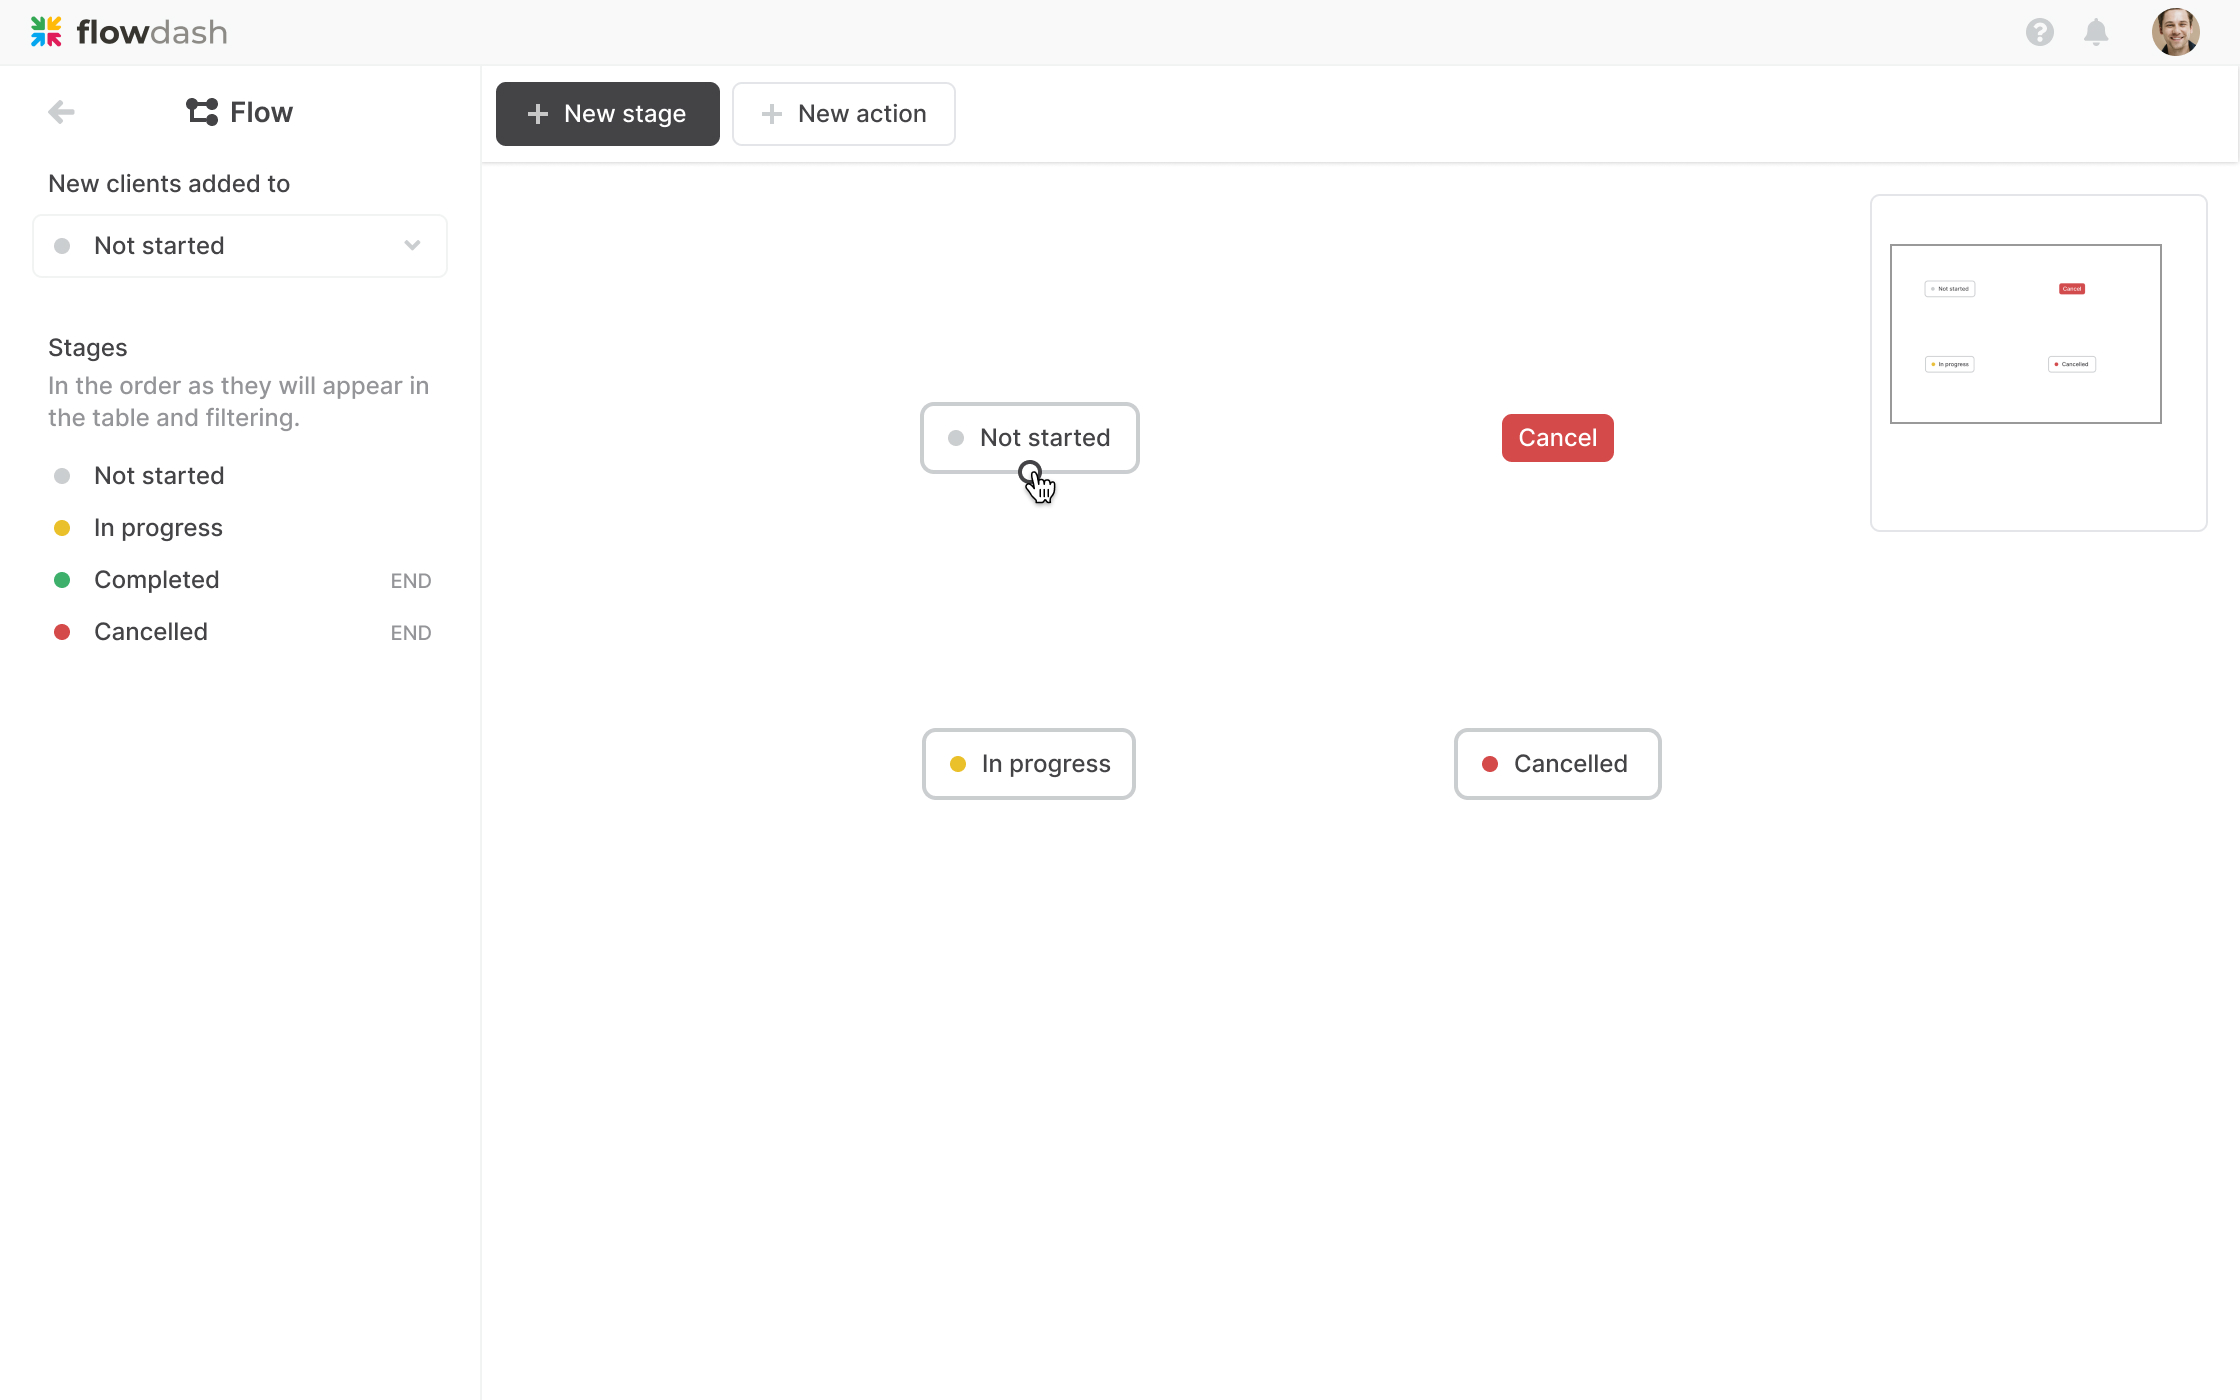 flowdash
Flow
New clients added to
Not started
Stages
In the order as they will appear in
the table and filtering.
Not started
In progress
Completed END
Cancelled END
New stage
New action
Not started
Cancel
In progress
Cancelled
Not started
Cancel
In progress
Cancelled